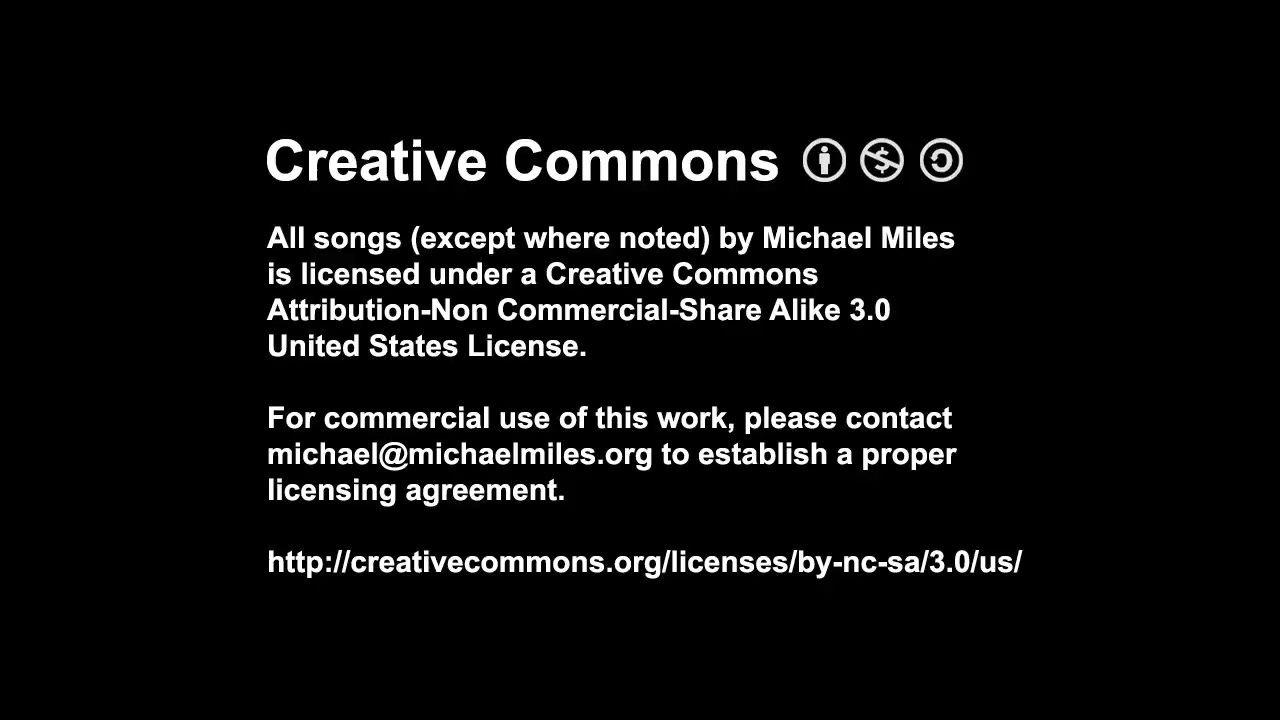 Creative Commons
All songs (except where noted) by Michael Miles
is licensed under a Creative Commons
Attribution-Non Commercial-Share Alike 3.0
United States License.
For commercial use of this work, please contact
michael@michaelmiles.org to establish a proper
licensing agreement.
http://creativecommons.org/licenses/by-nc-sa/3.0/us/